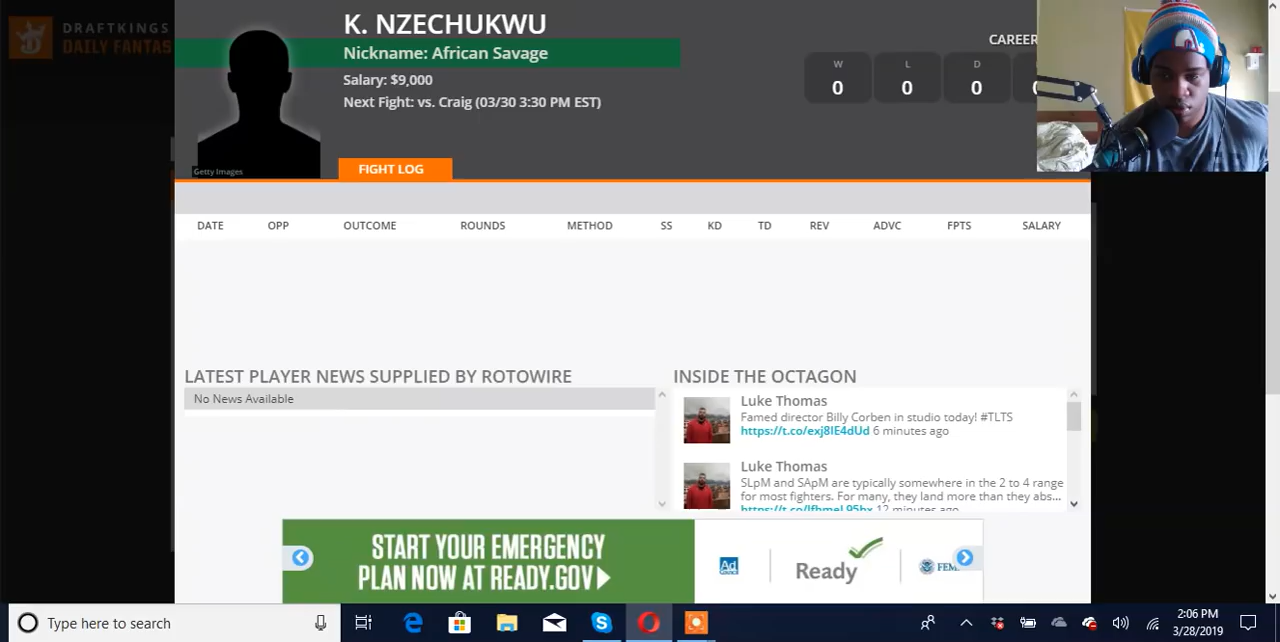 DRAFTKINGS
DAILY FANTAS
K. NZECHUKWU
Nickname: African Savage
Salary: $9,000
Next Fight: vs. Craig (03/30 3:30 PM EST)
CAREER
W L D
0 0 0
Getty Images
FIGHT LOG
DATE OPP OUTCOME ROUNDS METHOD SS KD TD REV ADVC FPTS SALARY
LATEST PLAYER NEWS SUPPLIED BY ROTOWIRE
No News Available
INSIDE THE OCTAGON
Luke Thomas
Famed director Billy Corben in studio today! #TLTS
https://t.co/exj8lE4dUd 6 minutes ago
Luke Thomas
SLpM and SApM are typically somewhere in the 2 to 4 range
for most fighters. For many, they land more than they abs...
12 minutes ago
START YOUR EMERGENCY
PLAN NOW AT READY.GOV
Ad
Ready
FEM
Type here to search
2:06 PM
3/28/2019